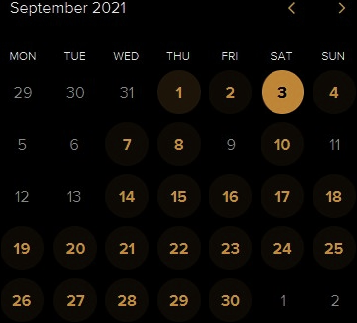 September 2021
MON TUE WED THU FRI SAT SUN
29 30 31 1 2 3 4
5 6 7 8 9 10 11
12 13 14 15 16 17 18
19 20 21 22 23 24 25
26 27 28 29 30 1 2